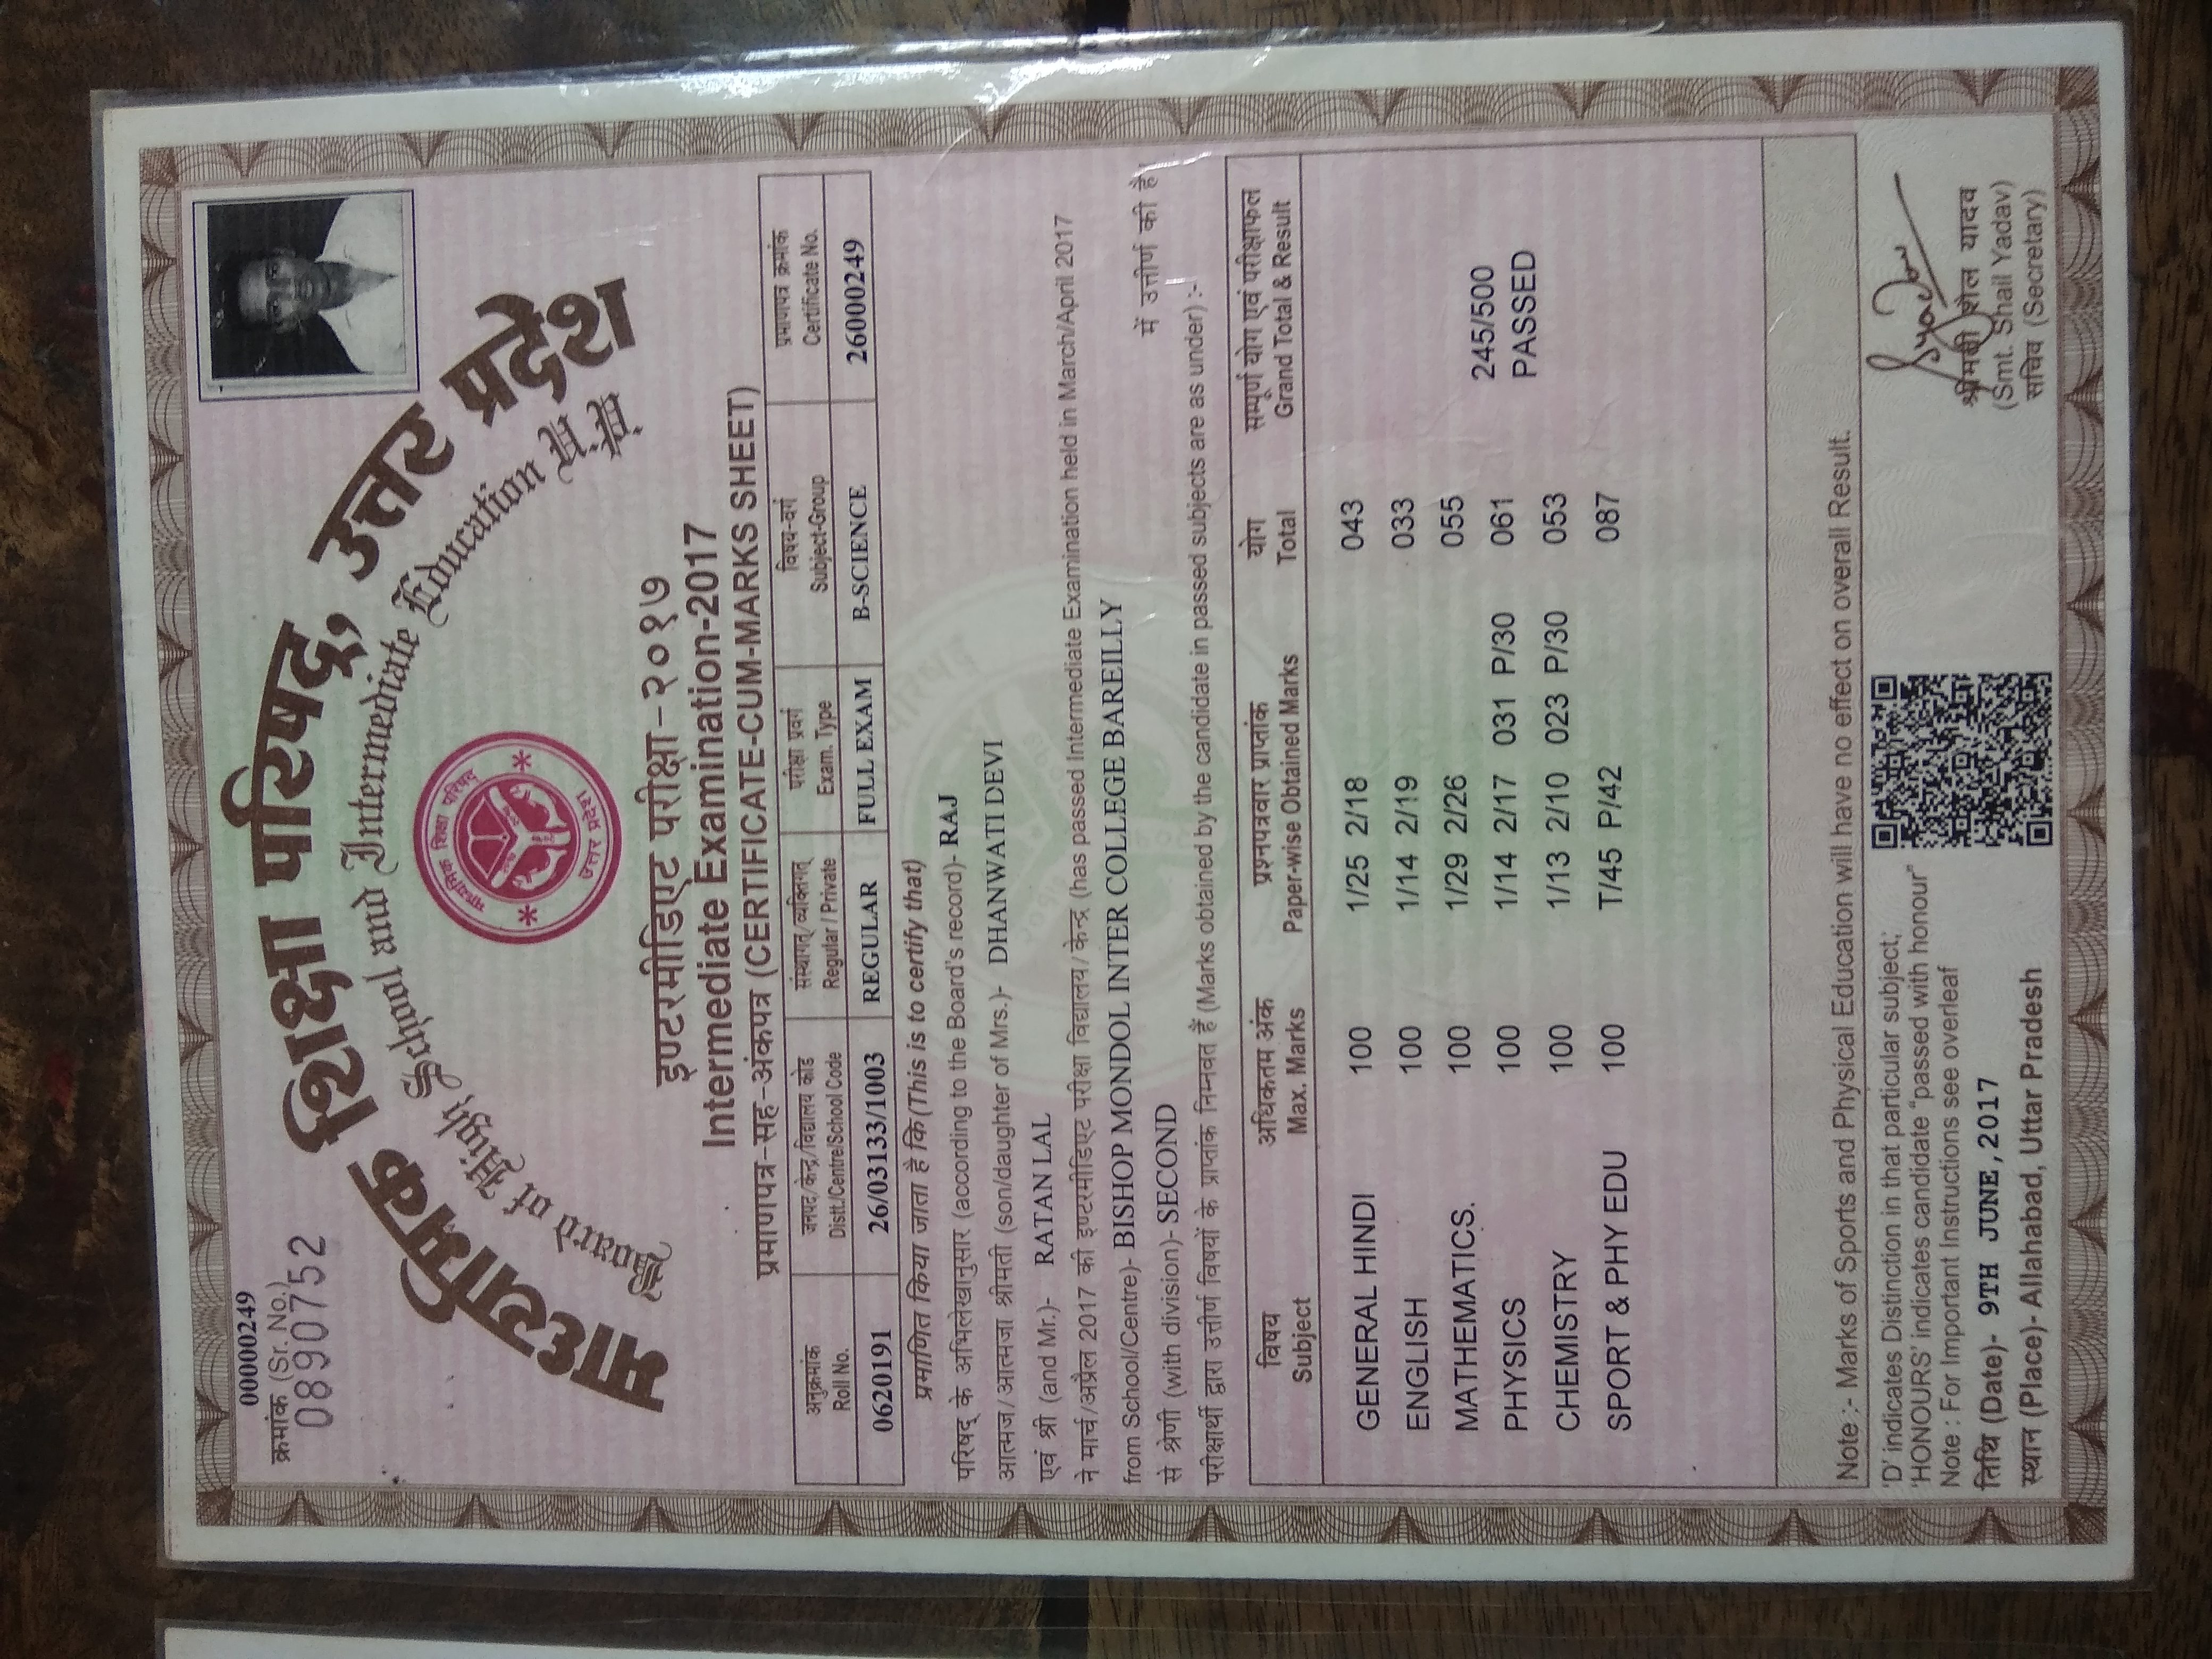 00000249
क्रमांक (Sr. No.)
0890752
माध्यमिक शिक्षा परिषद्, उत्तर प्रदेश
Board of High School and Intermediate Education U.P.
माध्यमिक शिक्षा परिषद्
उत्तर प्रदेश
इण्टरमीडिएट परीक्षा-२०१७
Intermediate Examination-2017
प्रमाणपत्र-सह-अंकपत्र (CERTIFICATE-CUM-MARKS SHEET)
अनुक्रमांक जनपद/केन्द्र/विद्यालय कोड संस्थागत/व्यक्तिगत परीक्षा प्रवर्ग विषय-वर्ग प्रमाणपत्र क्रमांक
Roll No. Distt./Centre/School Code Regular / Private Exam. Type Subject-Group Certificate No.
0620191 26/03133/1003 REGULAR FULL EXAM B-SCIENCE 26000249
प्रमाणित किया जाता है कि (This is to certify that)
परिषद् के अभिलेखानुसार (according to the Board's record)- RAJ
आत्मज/आत्मजा श्रीमती (son/daughter of Mrs.)- DHANWATI DEVI
एवं श्री (and Mr.)- RATAN LAL
ने मार्च/अप्रैल 2017 की इण्टरमीडिएट परीक्षा विद्यालय/केन्द्र (has passed Intermediate Examination held in March/April 2017
from School/Centre)- BISHOP MONDOL INTER COLLEGE BAREILLY
से श्रेणी (with division)- SECOND में उत्तीर्ण की है
परीक्षार्थी द्वारा उत्तीर्ण विषयों के प्राप्तांक निम्नवत हैं (Marks obtained by the candidate in passed subjects are as under) :-
विषय अधिकतम अंक प्रश्नपत्रवार प्राप्तांक योग सम्पूर्ण योग एवं परीक्षाफल
Subject Max. Marks Paper-wise Obtained Marks Total Grand Total & Result
GENERAL HINDI 100 1/25 2/18 043
ENGLISH 100 1/14 2/19 033
MATHEMATICS. 100 1/29 2/26 055
245/500
PHYSICS 100 1/14 2/17 031 P/30 061
PASSED
CHEMISTRY 100 1/13 2/10 023 P/30 053
SPORT & PHY EDU 100 T/45 P/42 087
Note :- Marks of Sports and Physical Education will have no effect on overall Result.
'D' indicates Distinction in that particular subject;
'HONOURS' indicates candidate "passed with honour"
Note : For Important Instructions see overleaf
तिथि (Date)- 9TH JUNE,2017
स्थान (Place)- Allahabad, Uttar Pradesh
श्रीमती शैल यादव
(Smt. Shail Yadav)
सचिव (Secretary)